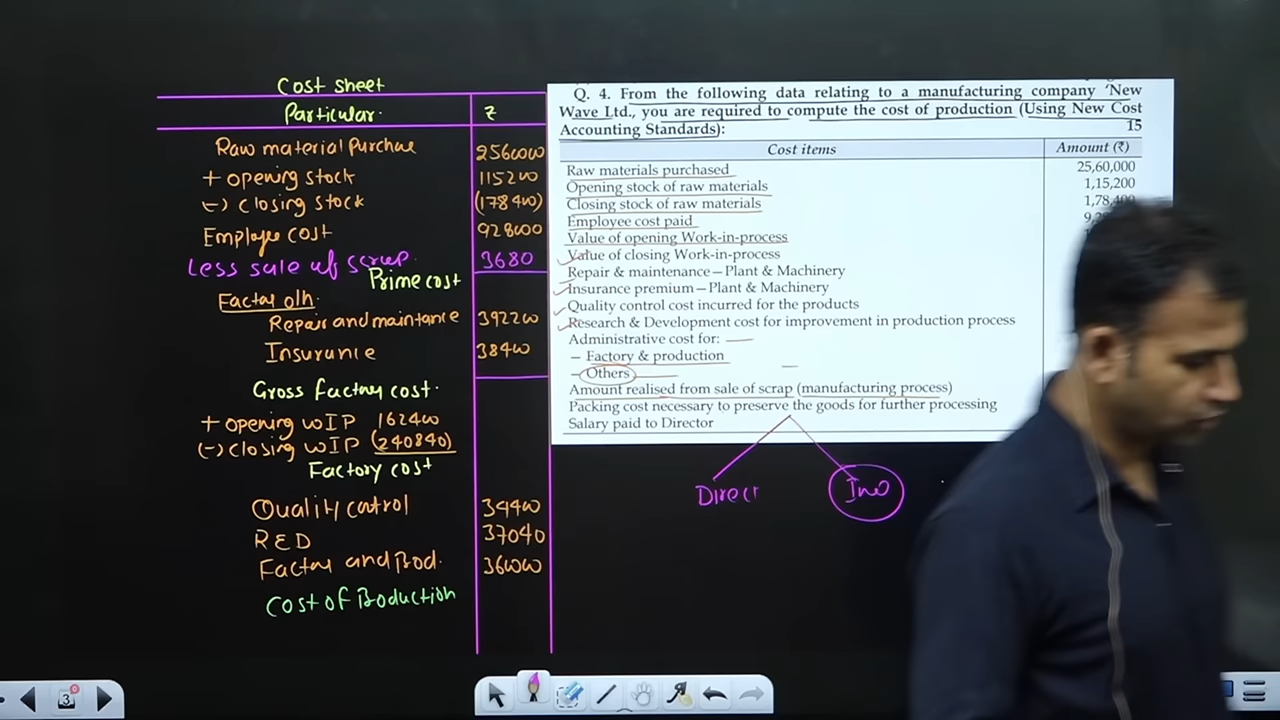 Cost sheet
Particular. ₹
Raw material Purchase 2560000
+ opening stock 115200
(-) closing stock (178400)
Employee cost 928000
Less sale of scrap. 3680
Prime cost
Factory o/h.
Repair and maintance 392200
Insurance 38400
Gross factory cost.
+ opening WIP 162400
(-) closing WIP (240840)
Factory cost
Quality control 34400
R&D 37040
Factory and Prod. 36000
Cost of Production
Q. 4. From the following data relating to a manufacturing company 'New
Wave Ltd., you are required to compute the cost of production (Using New Cost
Accounting Standards): 15
Cost items Amount (₹)
Raw materials purchased 25,60,000
Opening stock of raw materials 1,15,200
Closing stock of raw materials 1,78,400
Employee cost paid
Value of opening Work-in-process
Value of closing Work-in-process
Repair & maintenance—Plant & Machinery
Insurance premium—Plant & Machinery
Quality control cost incurred for the products
Research & Development cost for improvement in production process
Administrative cost for:
– Factory & production
– Others
Amount realised from sale of scrap (manufacturing process)
Packing cost necessary to preserve the goods for further processing
Salary paid to Director
Direct Ind
3